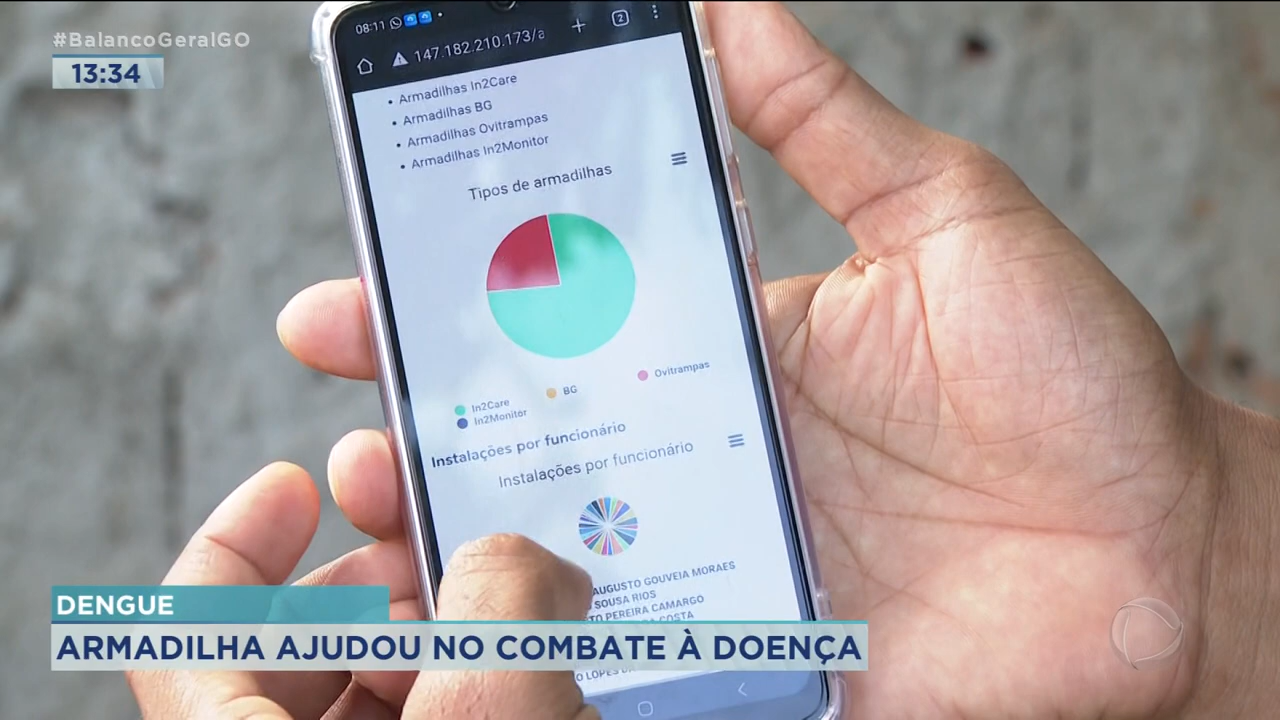 #BalancoGeralGO
13:34
08:11
147.182.210.173/a
2
Armadilhas In2Care
Armadilhas BG
Armadilhas Ovitrampas
Armadilhas In2Monitor
Tipos de armadilhas
In2Care
BG
Ovitrampas
In2Monitor
Instalações por funcionário
Instalações por funcionário
AUGUSTO GOUVEIA MORAES
SOUSA RIOS
PEREIRA CAMARGO
COSTA
LOPES
DENGUE
ARMADILHA AJUDOU NO COMBATE À DOENÇA